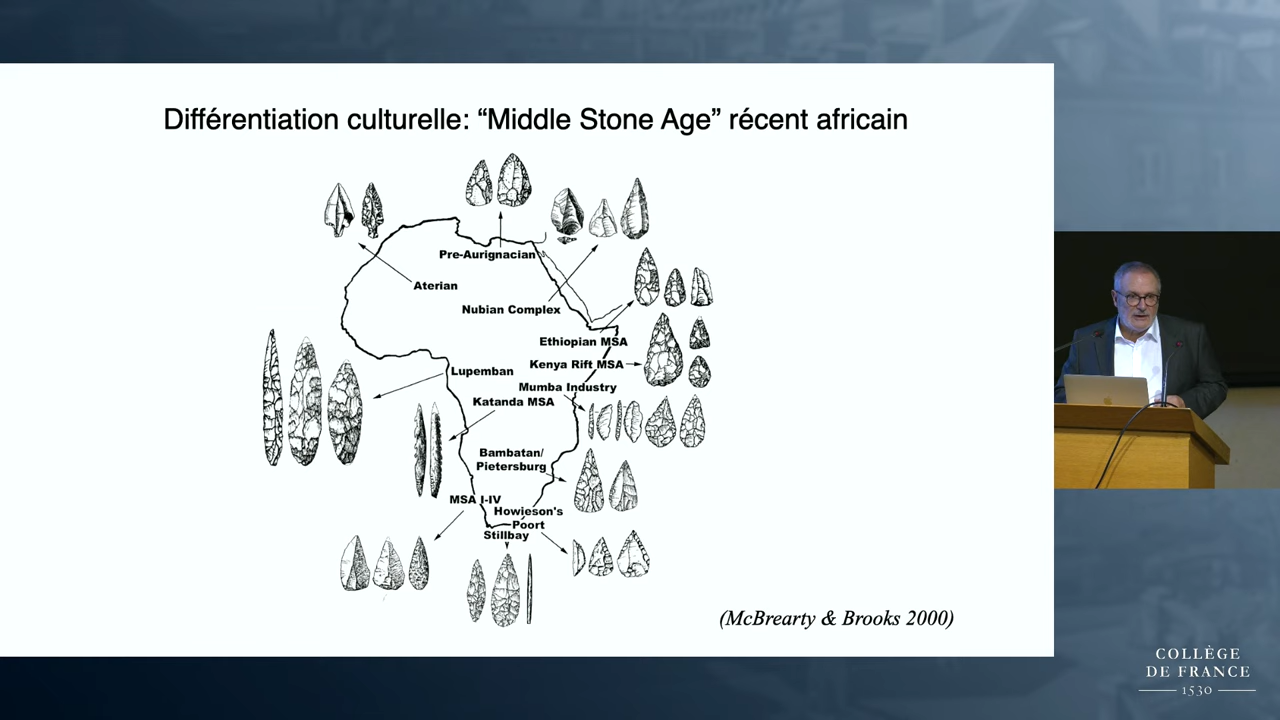 Différentiation culturelle: “Middle Stone Age” récent africain
Pre-Aurignacian
Aterian
Nubian Complex
Ethiopian MSA
Kenya Rift MSA
Lupemban
Mumba Industry
Katanda MSA
Bambatan/
Pietersburg
MSA I-IV
Howieson's
Poort
Stillbay
(McBrearty & Brooks 2000)
COLLÈGE
DE FRANCE
1530